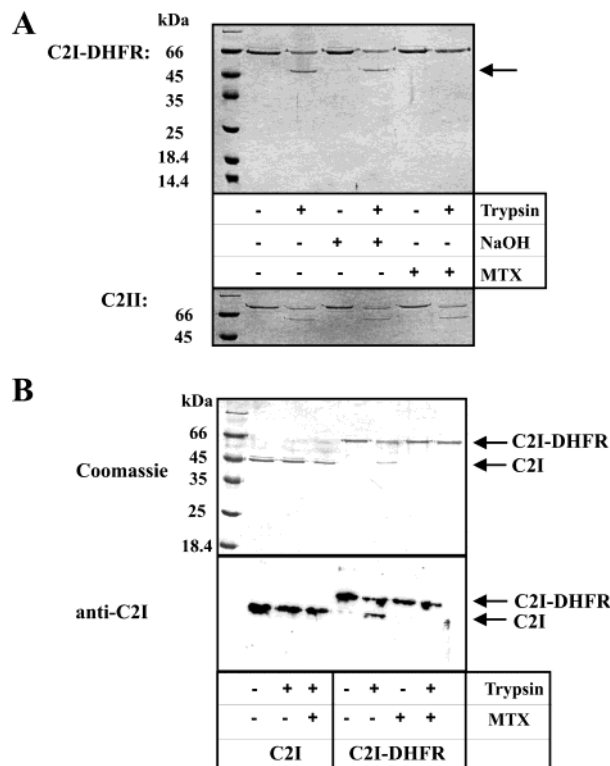 A
kDa
C2I-DHFR:
66
45
35
25
18.4
14.4
- + - + - + Trypsin
- - + + - - NaOH
- - - - + + MTX
C2II:
66
45
B
kDa
66
45
35
25
18.4
Coomassie
C2I-DHFR
C2I
anti-C2I
C2I-DHFR
C2I
- + + - + - + Trypsin
+ - - + + MTX
C2I C2I-DHFR